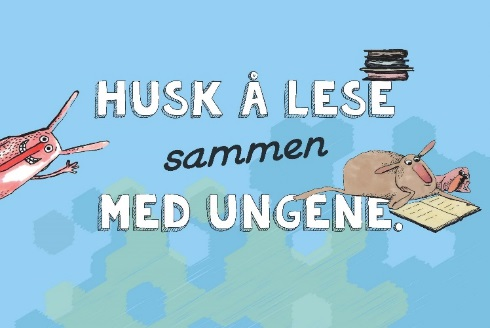 HUSK Å LESE
sammen
MED UNGENE.